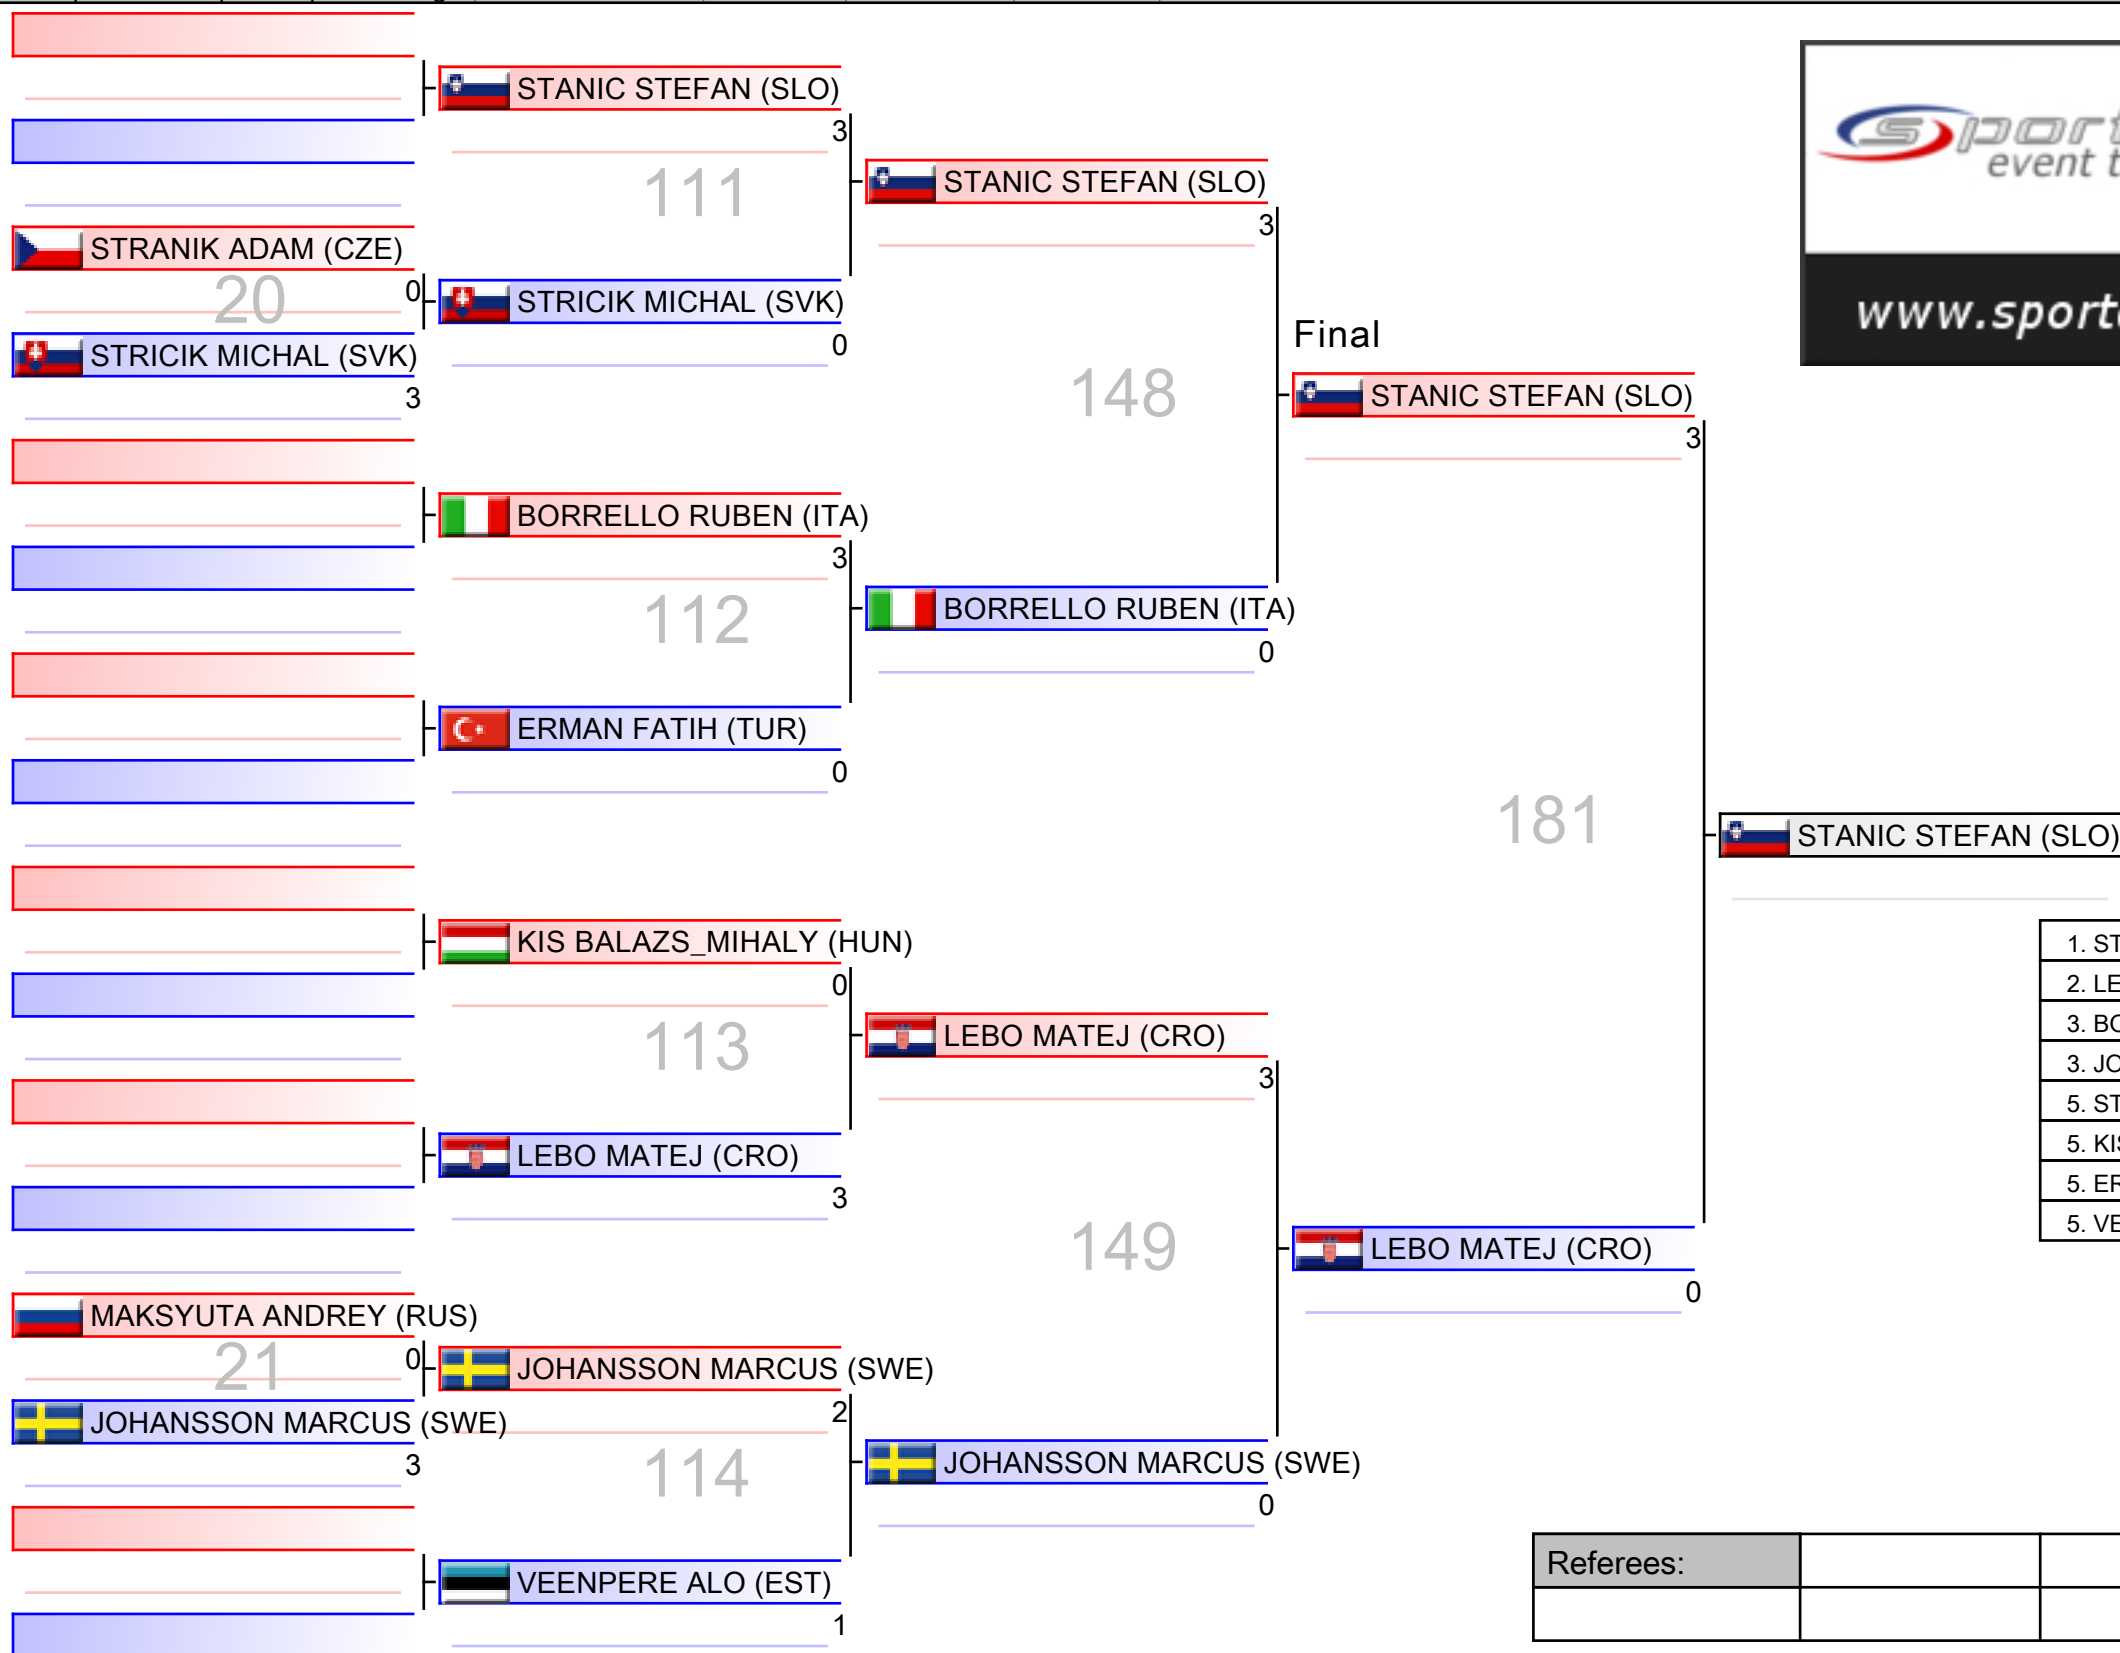 STANIC STEFAN (SLO)
3
111
STRANIK ADAM (CZE)
0
20
STRICIK MICHAL (SVK)
3
STRICIK MICHAL (SVK)
0
STANIC STEFAN (SLO)
3
148
BORRELLO RUBEN (ITA)
3
112
ERMAN FATIH (TUR)
0
BORRELLO RUBEN (ITA)
0
Final
STANIC STEFAN (SLO)
3
181
STANIC STEFAN (SLO)
KIS BALAZS_MIHALY (HUN)
0
113
LEBO MATEJ (CRO)
3
LEBO MATEJ (CRO)
3
149
LEBO MATEJ (CRO)
0
MAKSYUTA ANDREY (RUS)
0
21
JOHANSSON MARCUS (SWE)
3
JOHANSSON MARCUS (SWE)
2
114
VEENPERE ALO (EST)
1
JOHANSSON MARCUS (SWE)
0
sport
event t
www.sport
1. ST
2. LE
3. BO
3. JO
5. ST
5. KIS
5. ER
5. VE
Referees: